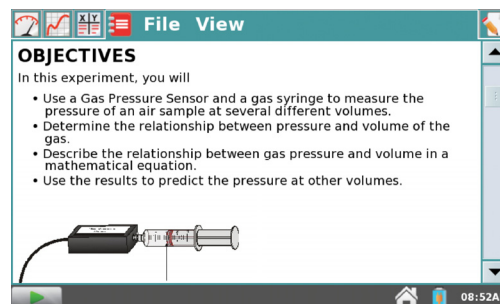 X Y
File View
OBJECTIVES
In this experiment, you will
• Use a Gas Pressure Sensor and a gas syringe to measure the
pressure of an air sample at several different volumes.
• Determine the relationship between pressure and volume of the
gas.
• Describe the relationship between gas pressure and volume in a
mathematical equation.
• Use the results to predict the pressure at other volumes.
08:52A